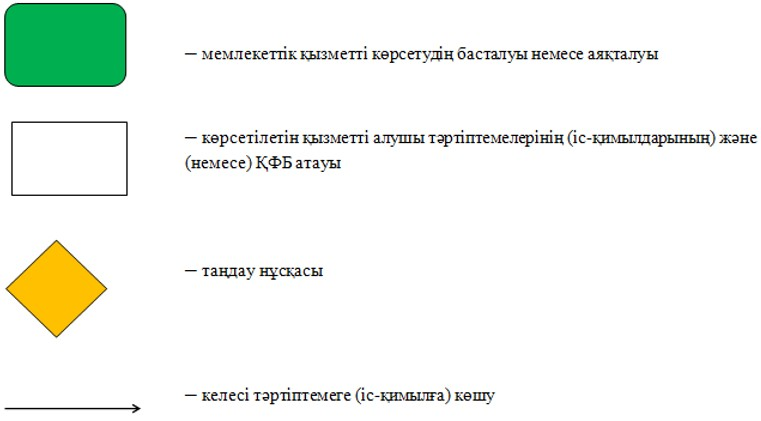 – мемлекеттік қызметті көрсетудің басталуы немесе аяқталуы
– көрсетілетін қызметті алушы тәртіптемелерінің (іс-қимылдарының) және
(немесе) ҚФБ атауы
– таңдау нұсқасы
– келесі тәртіптемеге (іс-қимылға) көшу